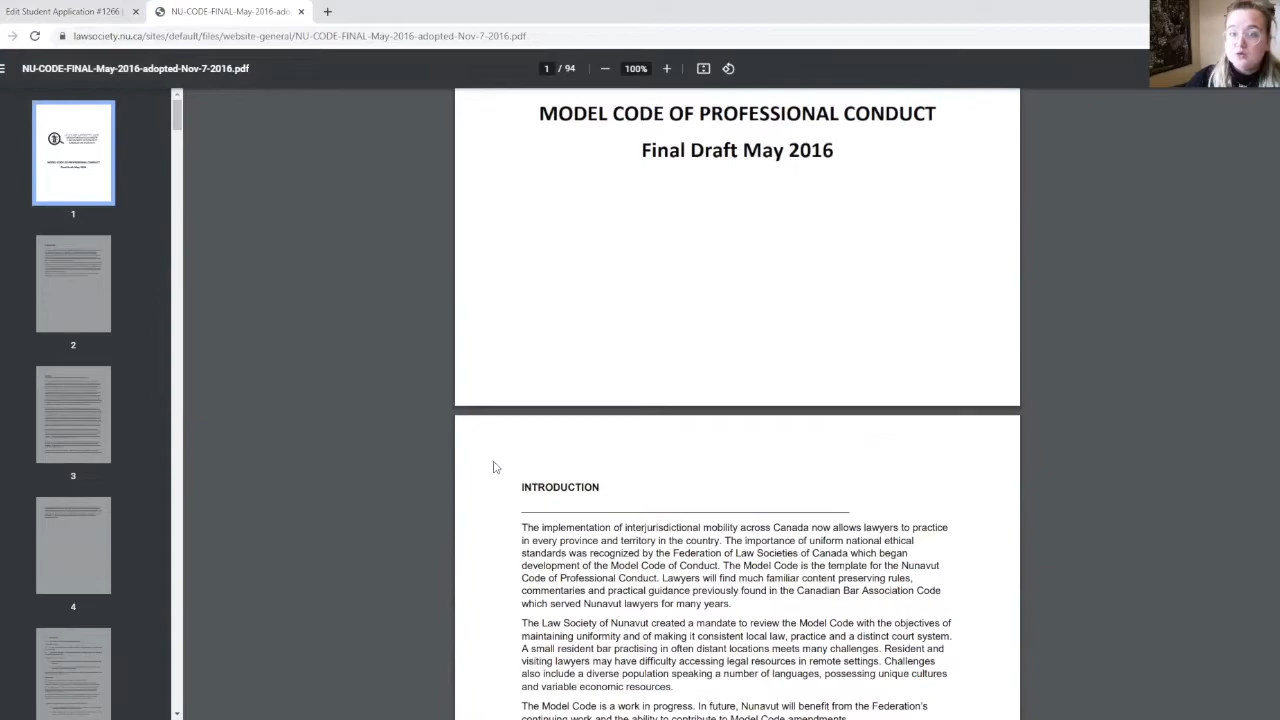 Edit Student Application #1266
NU-CODE-FINAL-May-2016-ado
lawsociety.nu.ca/sites/default/files/website-general/NU-CODE-FINAL-May-2016-adopted-Nov-7-2016.pdf
NU-CODE-FINAL-May-2016-adopted-Nov-7-2016.pdf
1 / 94
100%
1
2
3
4
MODEL CODE OF PROFESSIONAL CONDUCT
Final Draft May 2016
INTRODUCTION
The implementation of interjurisdictional mobility across Canada now allows lawyers to practice
in every province and territory in the country. The importance of uniform national ethical
standards was recognized by the Federation of Law Societies of Canada which began
development of the Model Code of Conduct. The Model Code is the template for the Nunavut
Code of Professional Conduct. Lawyers will find much familiar content preserving rules,
commentaries and practical guidance previously found in the Canadian Bar Association Code
which served Nunavut lawyers for many years.
The Law Society of Nunavut created a mandate to review the Model Code with the objectives of
maintaining uniformity and of making it consistent local law, practice and a distinct court system.
A small resident bar practising in often distant locations meets many challenges. Resident and
visiting lawyers may have difficulty accessing legal resources in remote settings. Challenges
also include a diverse population speaking a number of languages, possessing unique cultures
and variable economic resources.
The Model Code is a work in progress. In future, Nunavut will benefit from the Federation's
continuing work and the ability to contribute to Model Code amendments.